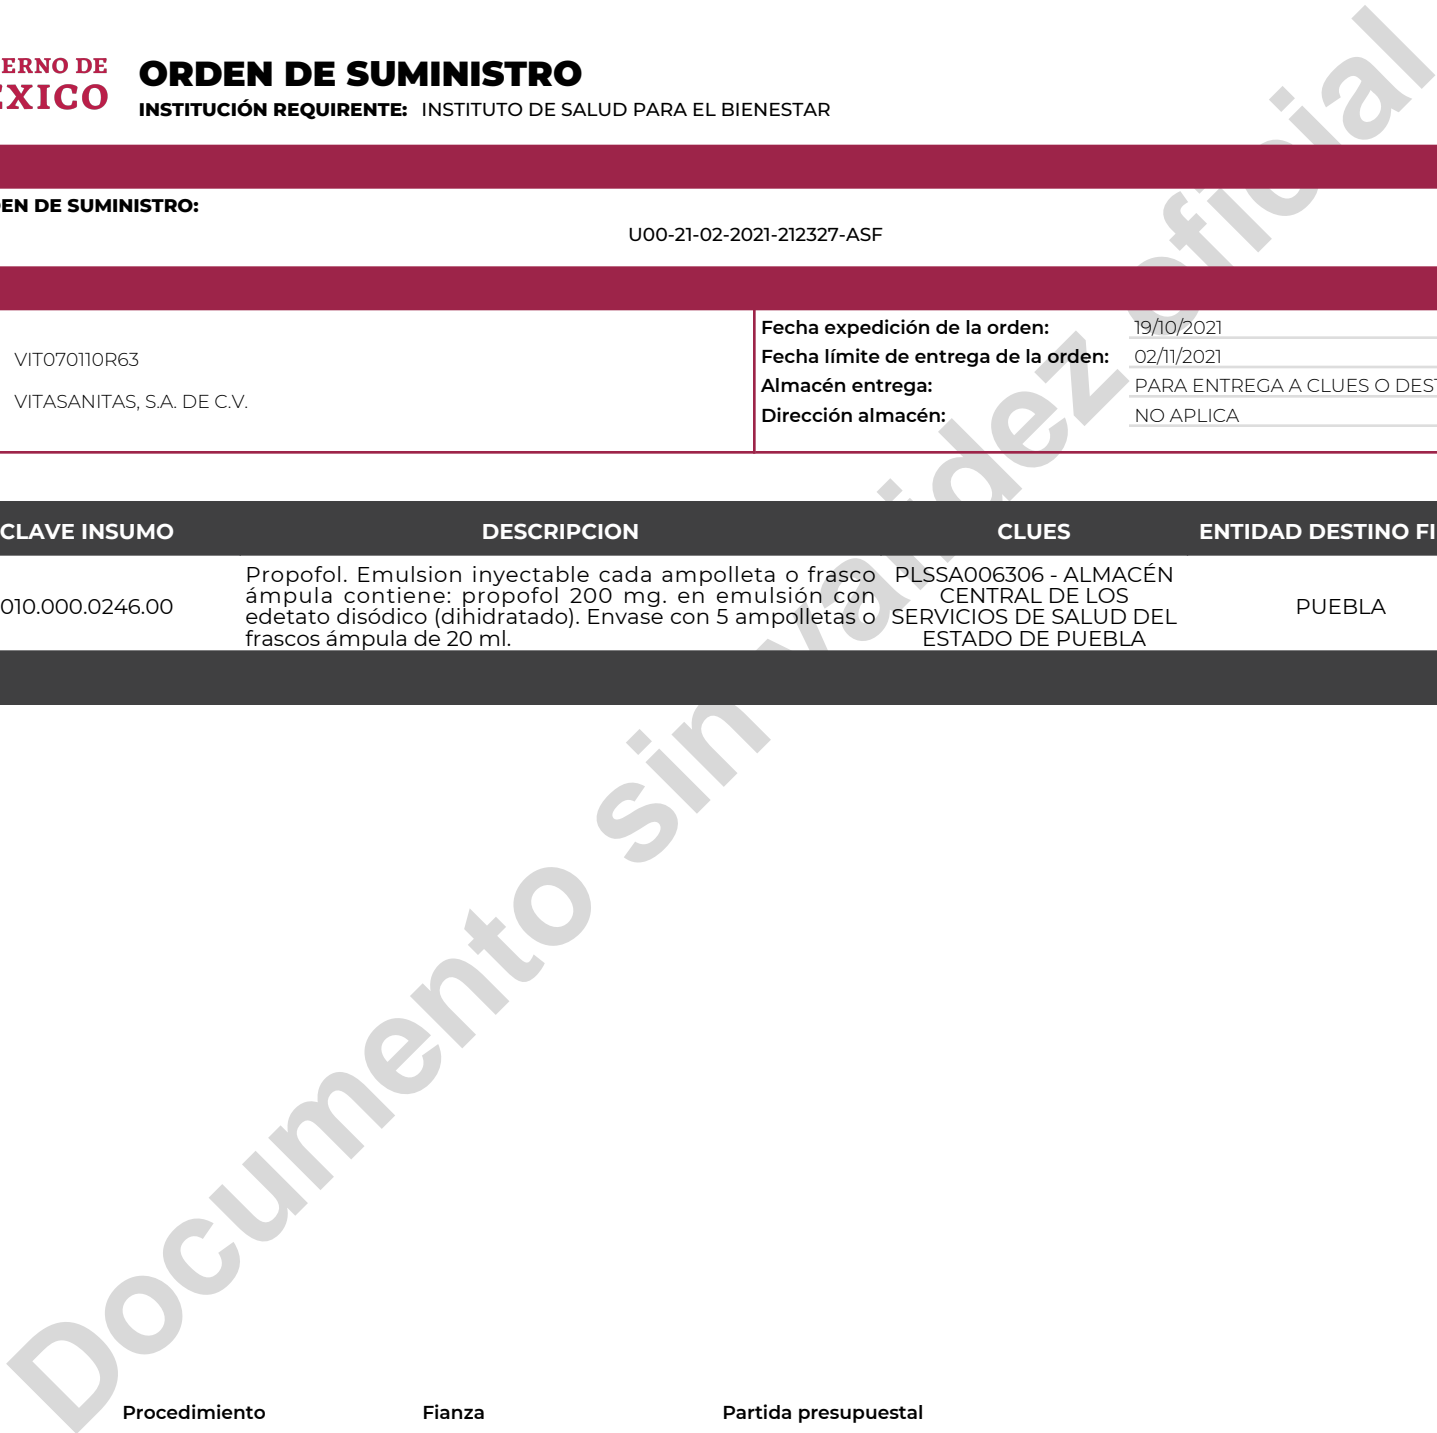 ERNO DE
EXICO
ORDEN DE SUMINISTRO
INSTITUCIÓN REQUIRENTE: INSTITUTO DE SALUD PARA EL BIENESTAR
EN DE SUMINISTRO:
U00-21-02-2021-212327-ASF
VIT070110R63
VITASANITAS, S.A. DE C.V.
Fecha expedición de la orden: 19/10/2021
Fecha límite de entrega de la orden: 02/11/2021
Almacén entrega: PARA ENTREGA A CLUES O DEST
Dirección almacén: NO APLICA
CLAVE INSUMO DESCRIPCION CLUES ENTIDAD DESTINO FI
010.000.0246.00
Propofol. Emulsion inyectable cada ampolleta o frasco
ámpula contiene: propofol 200 mg. en emulsión con
edetato disódico (dihidratado). Envase con 5 ampolletas o
frascos ámpula de 20 ml.
PLSSA006306 - ALMACÉN
CENTRAL DE LOS
SERVICIOS DE SALUD DEL
ESTADO DE PUEBLA
PUEBLA
Documento sin validez oficial
Procedimiento Fianza Partida presupuestal